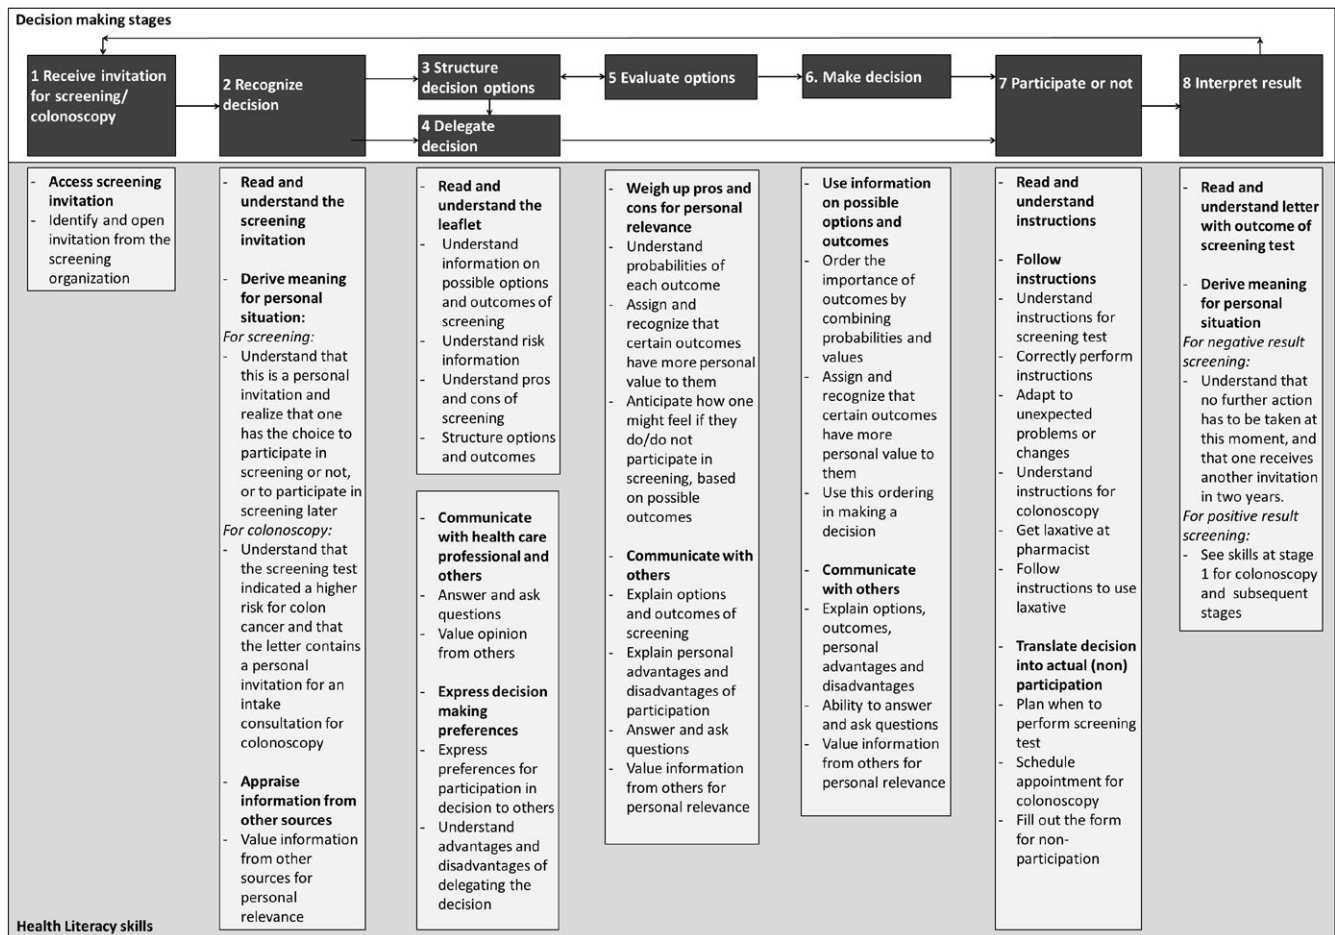 Decision making stages
1 Receive invitation
for screening/
colonoscopy
2 Recognize
decision
3 Structure
decision options
4 Delegate
decision
5 Evaluate options
6. Make decision
7 Participate or not
8 Interpret result
- Access screening
invitation
- Identify and open
invitation from the
screening
organization
- Read and
understand the
screening
invitation
- Derive meaning
for personal
situation:
For screening:
- Understand that
this is a personal
invitation and
realize that one
has the choice to
participate in
screening or not,
or to participate in
screening later
For colonoscopy:
- Understand that
the screening test
indicated a higher
risk for colon
cancer and that
the letter contains
a personal
invitation for an
intake
consultation for
colonoscopy
- Appraise
information from
other sources
- Value information
from other
sources for
personal
relevance
- Read and
understand the
leaflet
- Understand
information on
possible options
and outcomes of
screening
- Understand risk
information
- Understand pros
and cons of
screening
- Structure options
and outcomes
- Communicate
with health care
professional and
others
- Answer and ask
questions
- Value opinion
from others
- Express decision
making
preferences
- Express
preferences for
participation in
decision to others
- Understand
advantages and
disadvantages of
delegating the
decision
- Weigh up pros and
cons for personal
relevance
- Understand
probabilities of
each outcome
- Assign and
recognize that
certain outcomes
have more personal
value to them
- Anticipate how one
might feel if they
do/do not
participate in
screening, based
on possible
outcomes
- Communicate with
others
- Explain options
and outcomes of
screening
- Explain personal
advantages and
disadvantages of
participation
- Answer and ask
questions
- Value information
from others for
personal relevance
- Use information
on possible
options and
outcomes
- Order the
importance of
outcomes by
combining
probabilities and
values
- Assign and
recognize that
certain outcomes
have more
personal value to
them
- Use this ordering
in making a
decision
- Communicate
with others
- Explain options,
outcomes,
personal
advantages and
disadvantages
- Ability to answer
and ask questions
- Value information
from others for
personal relevance
- Read and
understand
instructions
- Follow
instructions
- Understand
instructions for
screening test
- Correctly perform
instructions
- Adapt to
unexpected
problems or
changes
- Understand
instructions for
colonoscopy
- Get laxative at
pharmacist
- Follow
instructions to use
laxative
- Translate decision
into actual (non)
participation
- Plan when to
perform screening
test
- Schedule
appointment for
colonoscopy
- Fill out the form
for non-
participation
- Read and
understand letter
with outcome of
screening test
- Derive meaning
for personal
situation
For negative result
screening:
- Understand that
no further action
has to be taken at
this moment, and
that one receives
another invitation
in two years.
For positive result
screening:
- See skills at stage
1 for colonoscopy
and subsequent
stages
Health Literacy skills